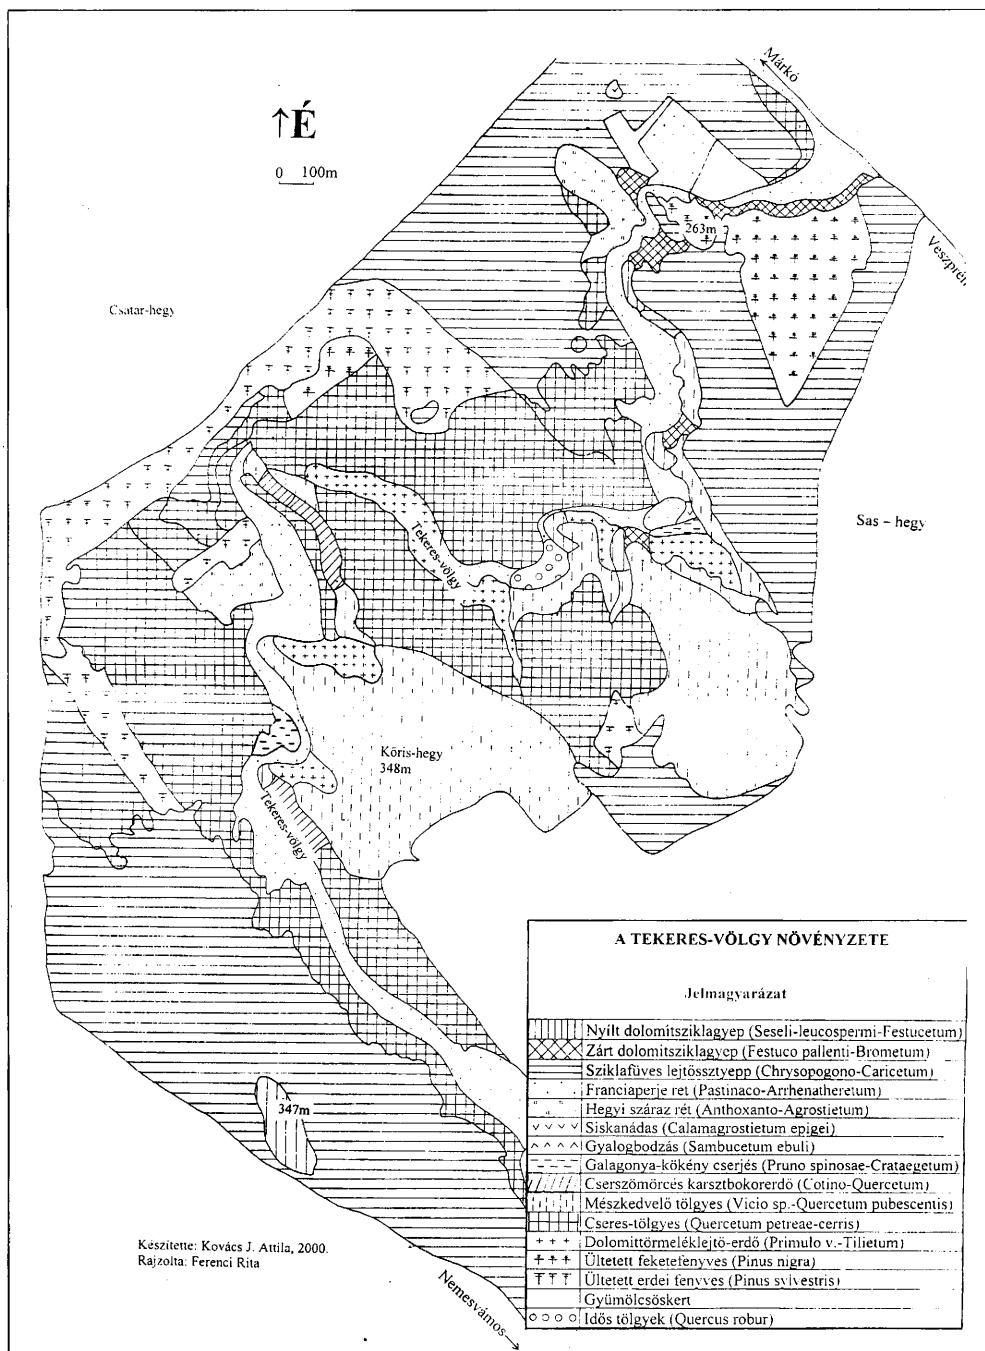 Márkó
↑É
0 100m
263m
Csatár-hegy
Sas – hegy
Tekeres-völgy
Kőris-hegy
348m
Tekeres-völgy
347m
A TEKERES-VÖLGY NÖVÉNYZETE
Jelmagyarázat
Nyílt dolomitsziklagyep (Seseli-leucospermi-Festucetum)
Zárt dolomitsziklagyep (Festuco pallenti-Brometum)
Sziklafüves lejtőssztyepp (Chrysopogono-Caricetum)
Franciaperje rét (Pastinaco-Arrhenatheretum)
Hegyi száraz rét (Anthoxanto-Agrostietum)
Siskanádas (Calamagrostietum epigei)
Gyalogbodzás (Sambucetum ebuli)
Galagonya-kökény cserjés (Pruno spinosae-Crataegetum)
Cserszömörcés karsztbokorerdő (Cotino-Quercetum)
Mészkedvelő tölgyes (Vicio sp.-Quercetum pubescentis)
Cseres-tölgyes (Quercetum petreae-cerris)
Dolomittörmeléklejtő-erdő (Primulo v.-Tilietum)
Ültetett feketefenyves (Pinus nigra)
Ültetett erdei fenyves (Pinus sylvestris)
Gyümölcsöskert
Idős tölgyek (Quercus robur)
Készítette: Kovács J. Attila, 2000.
Rajzolta: Ferenci Rita
Nemesvámos